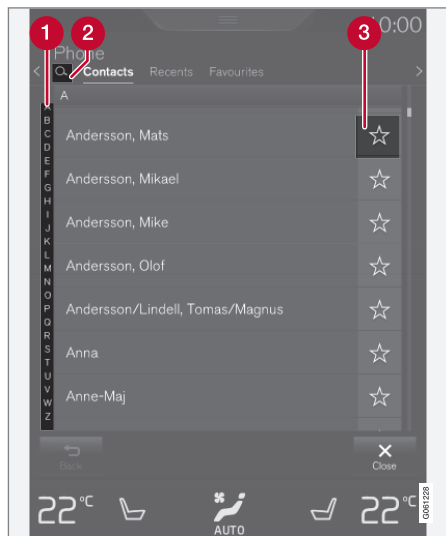 10:00
1
2
3
Phone
Contacts Recents Favourites
A
A
B
C
D
E
F
G
H
I
J
K
L
M
N
O
P
Q
R
S
T
U
V
W
Z
Andersson, Mats
Andersson, Mikael
Andersson, Mike
Andersson, Olof
Andersson/Lindell, Tomas/Magnus
Anna
Anne-Maj
Back
Close
22°C
AUTO
22°C
G061228